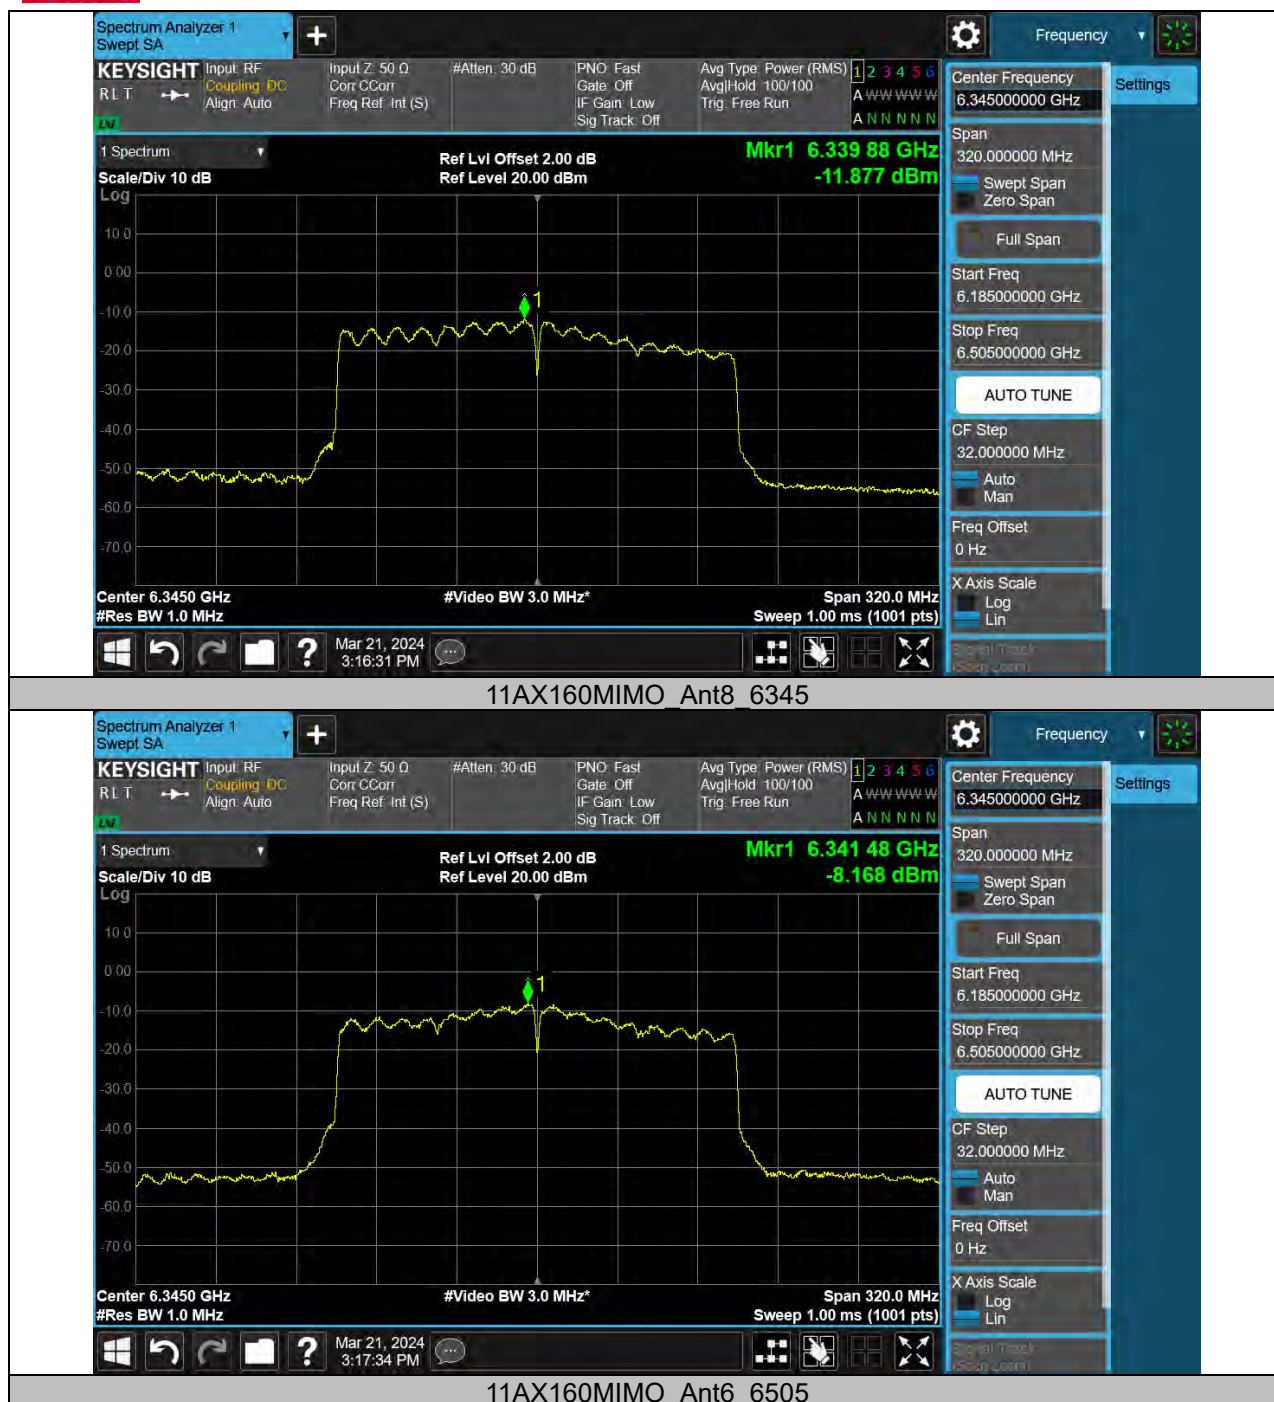 Spectrum Analyzer 1
Swept SA
Frequency
KEYSIGHT
RLT
LNI
Input: RF
Coupling: DC
Align: Auto
Input Z: 50 Ω
Corr CCorr
Freq Ref: Int (S)
#Atten: 30 dB
PNO: Fast
Gate: Off
IF Gain: Low
Sig Track: Off
Avg Type: Power (RMS)
Avg|Hold: 100/100
Trig: Free Run
1 2 3 4 5 6
A W W W W W
A N N N N N
1 Spectrum
Scale/Div 10 dB
Log
Ref Lvl Offset 2.00 dB
Ref Level 20.00 dBm
Mkr1 6.339 88 GHz
-11.877 dBm
10.0
0.00
-10.0
-20.0
-30.0
-40.0
-50.0
-60.0
-70.0
1
Center 6.3450 GHz
#Res BW 1.0 MHz
#Video BW 3.0 MHz*
Span 320.0 MHz
Sweep 1.00 ms (1001 pts)
Mar 21, 2024
3:16:31 PM
Center Frequency
6.345000000 GHz
Span
320.000000 MHz
Swept Span
Zero Span
Full Span
Start Freq
6.185000000 GHz
Stop Freq
6.505000000 GHz
AUTO TUNE
CF Step
32.000000 MHz
Auto
Man
Freq Offset
0 Hz
X Axis Scale
Log
Lin
Signal Track
(Span Zoom)
Settings
11AX160MIMO_Ant8_6345
Spectrum Analyzer 1
Swept SA
Frequency
KEYSIGHT
RLT
LNI
Input: RF
Coupling: DC
Align: Auto
Input Z: 50 Ω
Corr CCorr
Freq Ref: Int (S)
#Atten: 30 dB
PNO: Fast
Gate: Off
IF Gain: Low
Sig Track: Off
Avg Type: Power (RMS)
Avg|Hold: 100/100
Trig: Free Run
1 2 3 4 5 6
A W W W W W
A N N N N N
1 Spectrum
Scale/Div 10 dB
Log
Ref Lvl Offset 2.00 dB
Ref Level 20.00 dBm
Mkr1 6.341 48 GHz
-8.168 dBm
10.0
0.00
-10.0
-20.0
-30.0
-40.0
-50.0
-60.0
-70.0
1
Center 6.3450 GHz
#Res BW 1.0 MHz
#Video BW 3.0 MHz*
Span 320.0 MHz
Sweep 1.00 ms (1001 pts)
Mar 21, 2024
3:17:34 PM
Center Frequency
6.345000000 GHz
Span
320.000000 MHz
Swept Span
Zero Span
Full Span
Start Freq
6.185000000 GHz
Stop Freq
6.505000000 GHz
AUTO TUNE
CF Step
32.000000 MHz
Auto
Man
Freq Offset
0 Hz
X Axis Scale
Log
Lin
Signal Track
(Span Zoom)
Settings
11AX160MIMO_Ant6_6505